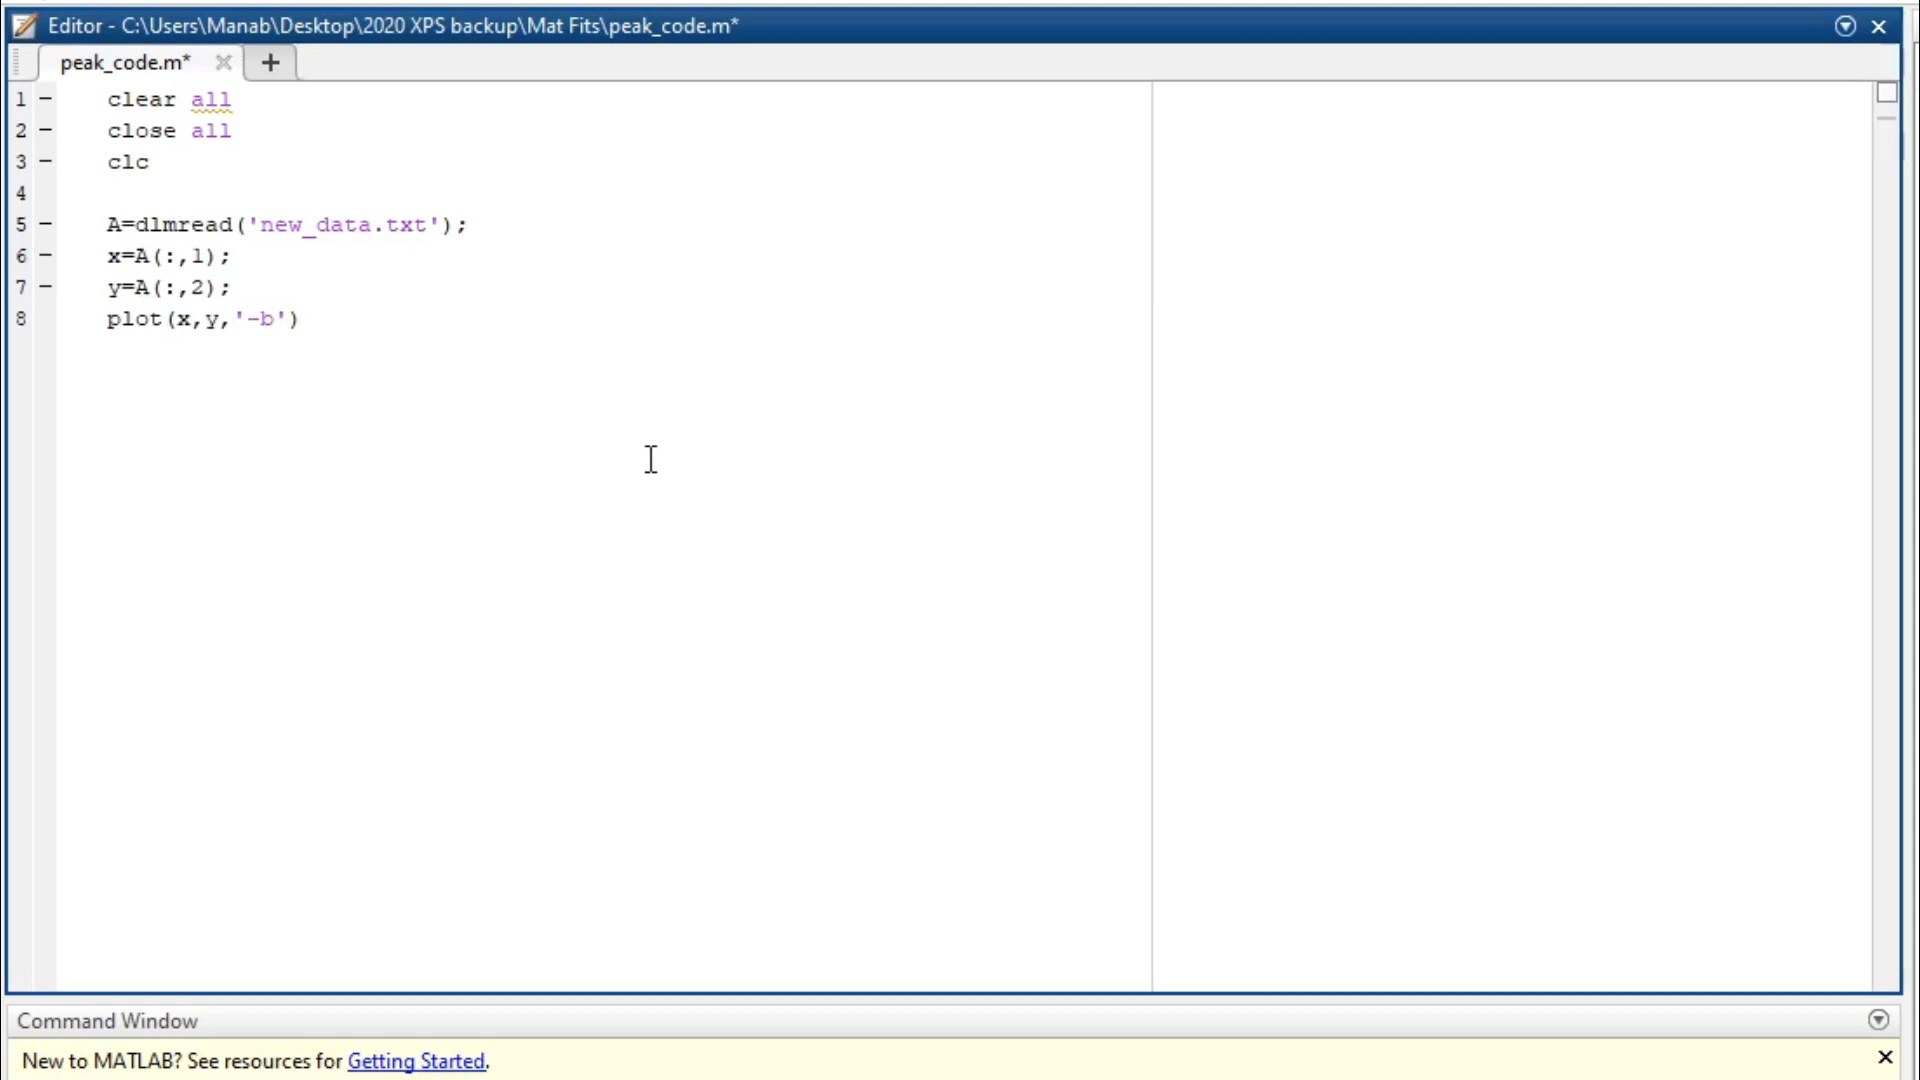 Editor - C:\Users\Manab\Desktop\2020 XPS backup\Mat Fits\peak_code.m*
peak_code.m*
1 - clear all
2 - close all
3 - clc
4
5 - A=dlmread('new_data.txt');
6 - x=A(:,1);
7 - y=A(:,2);
8 plot(x,y,'-b')
Command Window
New to MATLAB? See resources for Getting Started.